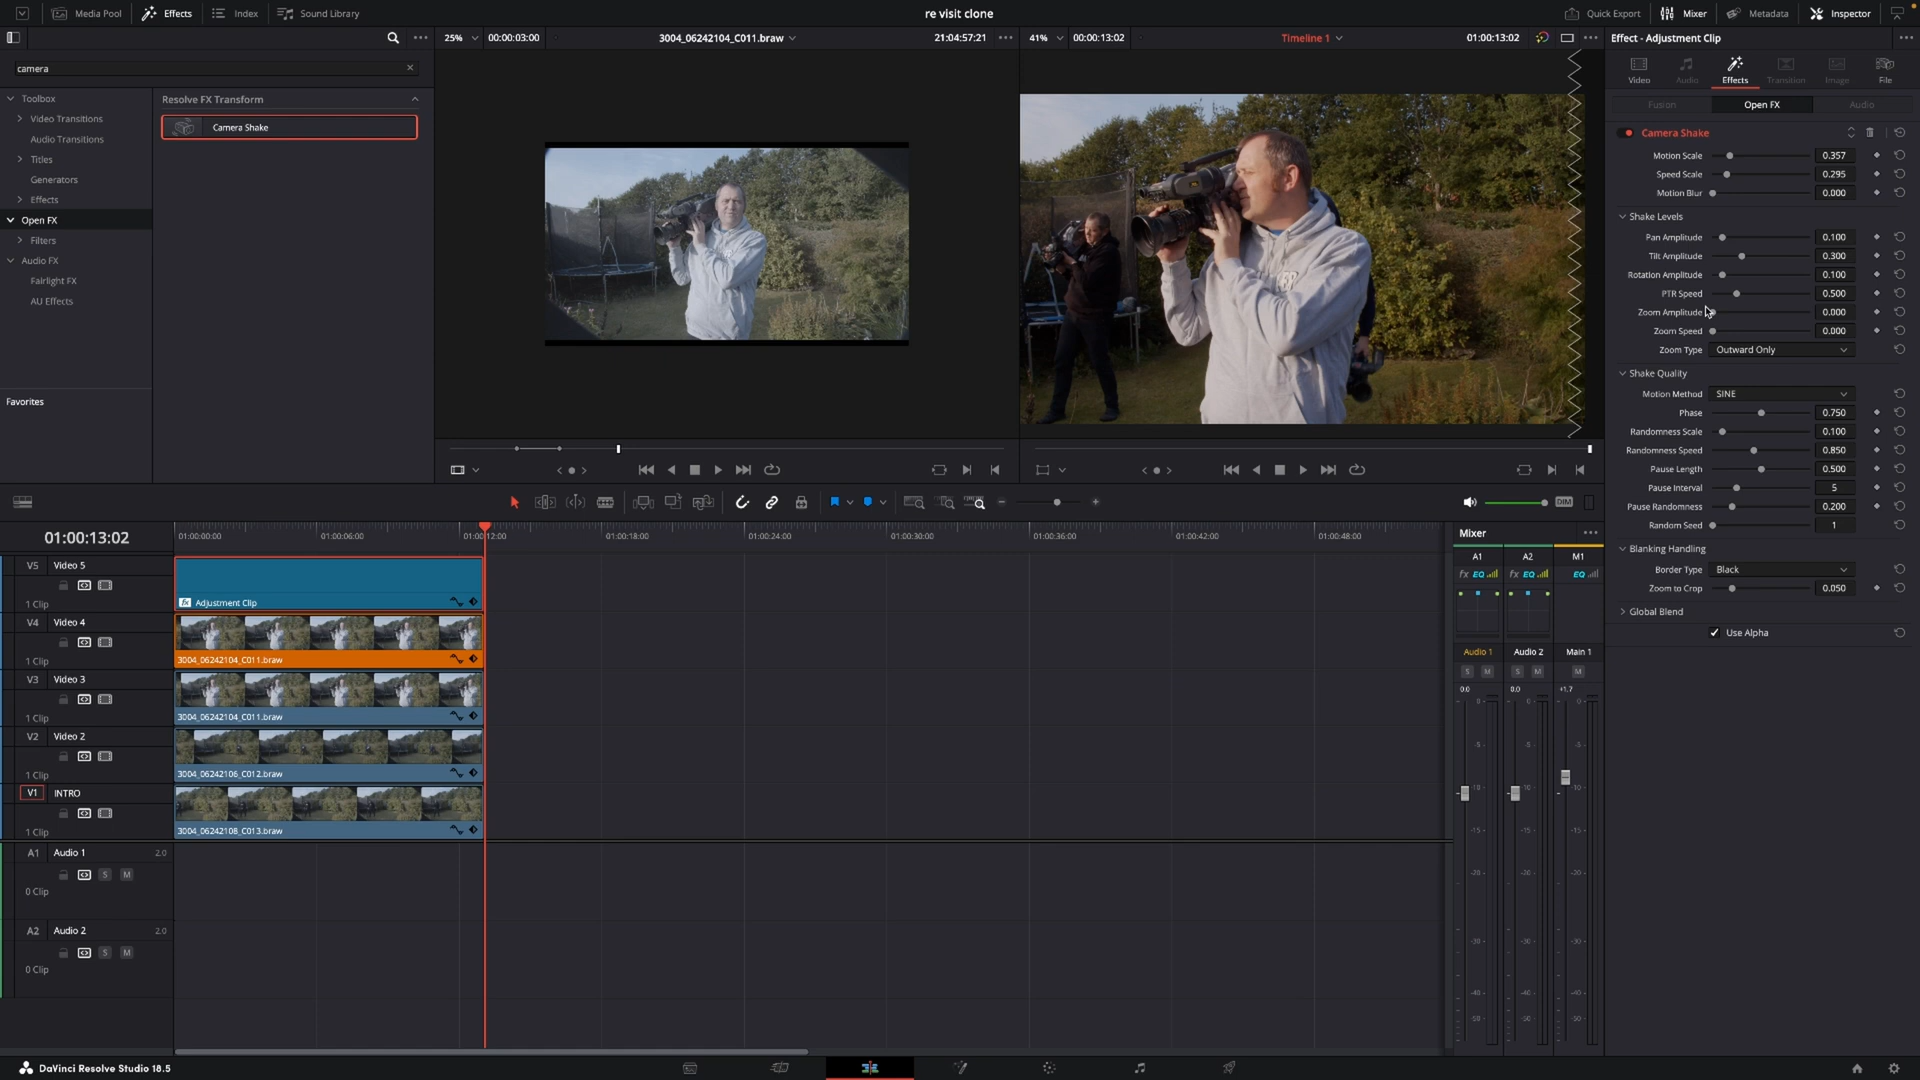 Media Pool Effects Index Sound Library
re visit clone
Quick Export Mixer Metadata Inspector
25% 00:00:03:00 3004_06242104_C011.braw 21:04:57:21
41% 00:00:13:02 Timeline 1 01:00:13:02
Effect - Adjustment Clip
camera
Video Audio Effects Transition Image File
Fusion Open FX Audio
Toolbox
Video Transitions
Audio Transitions
Titles
Generators
Effects
Open FX
Filters
Audio FX
Fairlight FX
AU Effects
Favorites
Resolve FX Transform
Camera Shake
Camera Shake
Motion Scale 0.357
Speed Scale 0.295
Motion Blur 0.000
Shake Levels
Pan Amplitude 0.100
Tilt Amplitude 0.300
Rotation Amplitude 0.100
PTR Speed 0.500
Zoom Amplitude 0.000
Zoom Speed 0.000
Zoom Type Outward Only
Shake Quality
Motion Method SINE
Phase 0.750
Randomness Scale 0.100
Randomness Speed 0.850
Pause Length 0.500
Pause Interval 5
Pause Randomness 0.200
Random Seed 1
Blanking Handling
Border Type Black
Zoom to Crop 0.050
Global Blend
Use Alpha
DIM
01:00:13:02
01:00:00:00 01:00:06:00 01:00:12:00 01:00:18:00 01:00:24:00 01:00:30:00 01:00:36:00 01:00:42:00 01:00:48:00
V5 Video 5
1 Clip
fx Adjustment Clip
V4 Video 4
1 Clip
3004_06242104_C011.braw
V3 Video 3
1 Clip
3004_06242104_C011.braw
V2 Video 2
1 Clip
3004_06242106_C012.braw
V1 INTRO
1 Clip
3004_06242108_C013.braw
A1 Audio 1 2.0
S M
0 Clip
A2 Audio 2 2.0
S M
0 Clip
Mixer
A1 A2 M1
fx EQ fx EQ EQ
Audio 1 Audio 2 Main 1
S M S M M
0.0 0.0 +1.7
DaVinci Resolve Studio 18.5